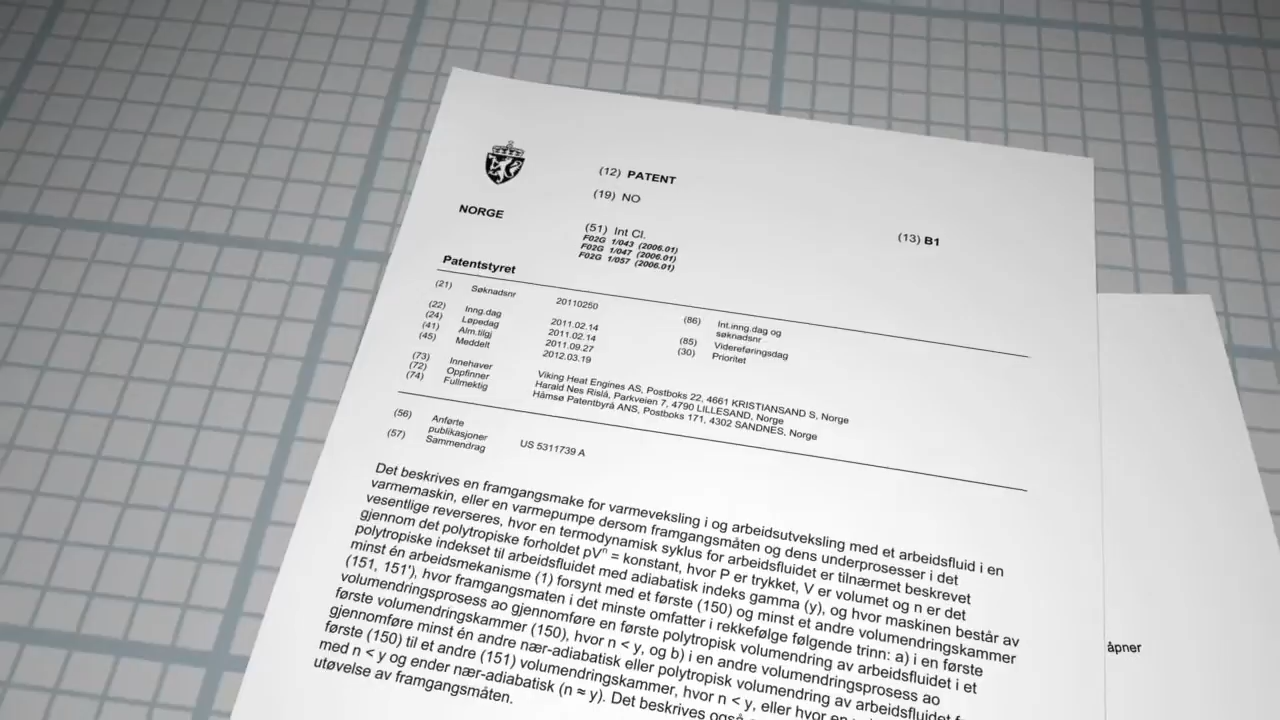 (12) PATENT
(19) NO
NORGE
(13) B1
(51) Int Cl.
F02G 1/043 (2006.01)
F02G 1/047 (2006.01)
F02G 1/057 (2006.01)
Patentstyret
(21) Søknadsnr 20110250 (86) Int.inng.dag og søknadsnr
(22) Inng.dag 2011.02.14 (85) Videreføringsdag
(24) Løpedag 2011.02.14 (30) Prioritet
(41) Alm.tilgj 2011.09.27
(45) Meddelt 2012.03.19
(73) Innehaver Viking Heat Engines AS, Postboks 22, 4661 KRISTIANSAND S, Norge
(72) Oppfinner Harald Nes Rislå, Parkveien 7, 4790 LILLESAND, Norge
(74) Fullmektig Håmsø Patentbyrå ANS, Postboks 171, 4302 SANDNES, Norge
(56) Anførte publikasjoner US 5311739 A
(57) Sammendrag
Det beskrives en framgangsmake for varmeveksling i og arbeidsutveksling med et arbeidsfluid i en
varmemaskin, eller en varmepumpe dersom framgangsmåten og dens underprosesser i det
vesentlige reverseres, hvor en termodynamisk syklus for arbeidsfluidet er tilnærmet beskrevet
gjennom det polytropiske forholdet pVⁿ = konstant, hvor P er trykket, V er volumet og n er det
polytropiske indekset til arbeidsfluidet med adiabatisk indeks gamma (y), og hvor maskinen består av
minst én arbeidsmekanisme (1) forsynt med et første (150) og minst et andre volumendringskammer
(151, 151'), hvor framgangsmaten i det minste omfatter i rekkefølge følgende trinn: a) i en første
volumendringsprosess ao gjennomføre en første polytropisk volumendring av arbeidsfluidet i et
første volumendringskammer (150), hvor n < y, og b) i en andre volumendringsprosess ao
gjennomføre minst én andre nær-adiabatisk eller polytropisk volumendring av arbeidsfluidet
første (150) til et andre (151) volumendringskammer, hvor n < y, eller hvor en
med n < y og ender nær-adiabatisk (n ≈ y). Det beskrives også
utøvelse av framgangsmåten.
åpner